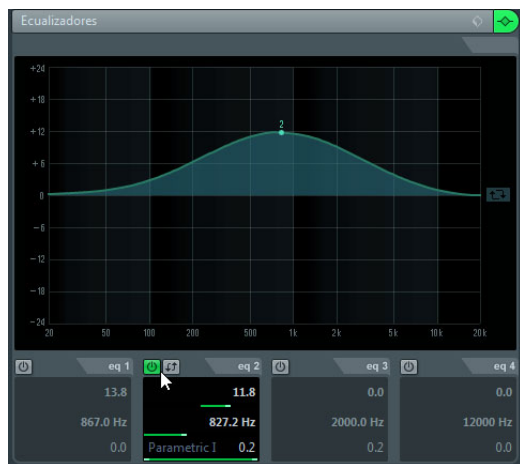 Ecualizadores
+24
+18
+12
+6
0
-6
-12
-18
-24
2
20 50 100 200 500 1k 2k 5k 10k 20k
eq 1 eq 2 eq 3 eq 4
13.8 11.8 0.0 0.0
867.0 Hz 827.2 Hz 2000.0 Hz 12000 Hz
0.0 Parametric I 0.2 0.2 0.0